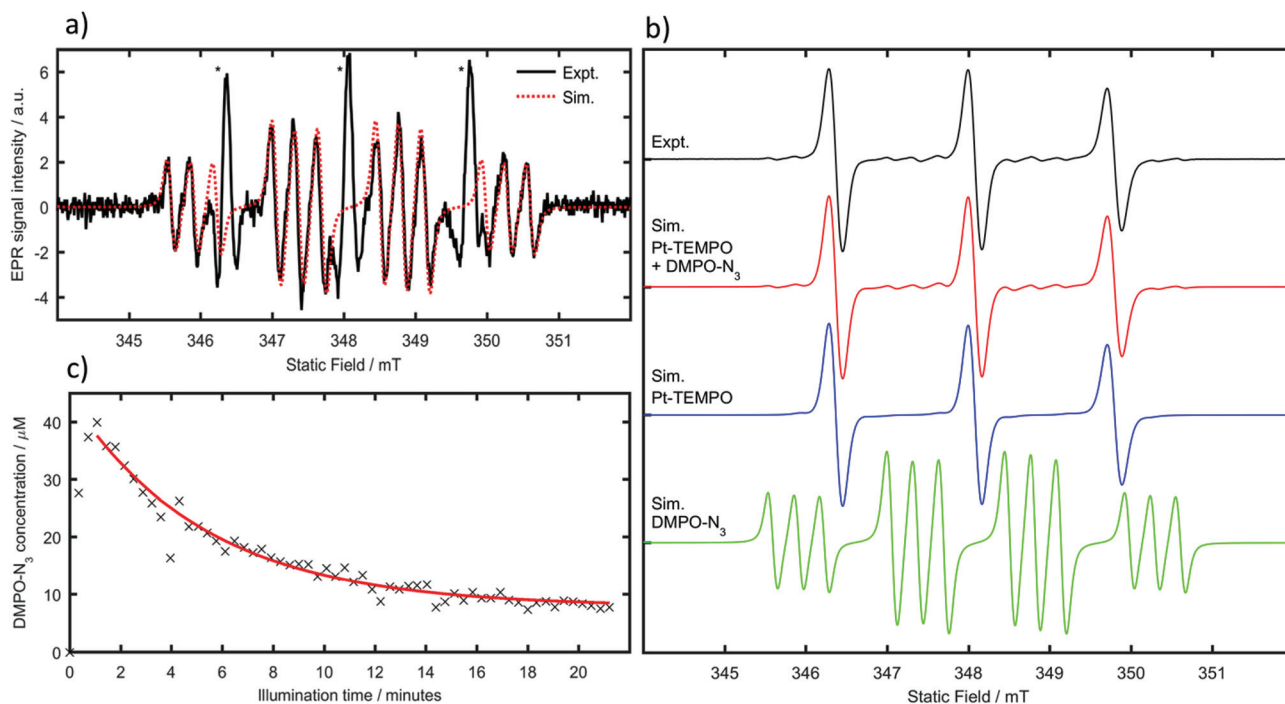 a)
EPR signal intensity / a.u.
6
4
2
0
-2
-4
* * *
Expt.
Sim.
345 346 347 348 349 350 351
Static Field / mT
c)
DMPO-N3 concentration / μM
40
30
20
10
0
0 2 4 6 8 10 12 14 16 18 20
Illumination time / minutes
b)
Expt.
Sim.
Pt-TEMPO
+ DMPO-N3
Sim.
Pt-TEMPO
Sim.
DMPO-N3
345 346 347 348 349 350 351
Static Field / mT